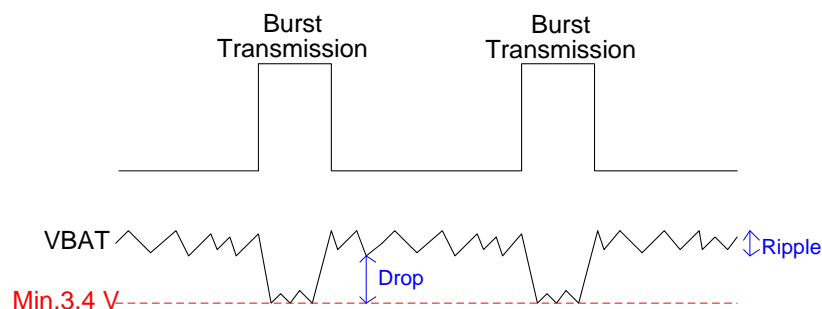 Burst
Transmission
Burst
Transmission
VBAT
Ripple
Drop
Min.3.4 V